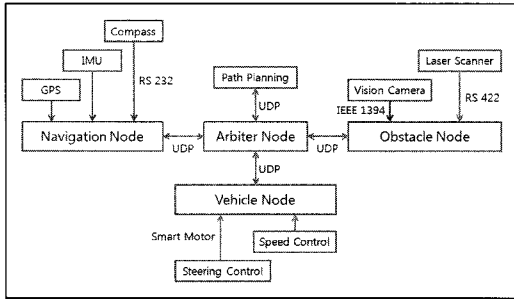 Compass
IMU
GPS
RS 232
Path Planning
Laser Scanner
Vision Camera
RS 422
UDP
IEEE 1394
Navigation Node
Arbiter Node
Obstacle Node
UDP
UDP
UDP
Vehicle Node
Smart Motor
Speed Control
Steering Control